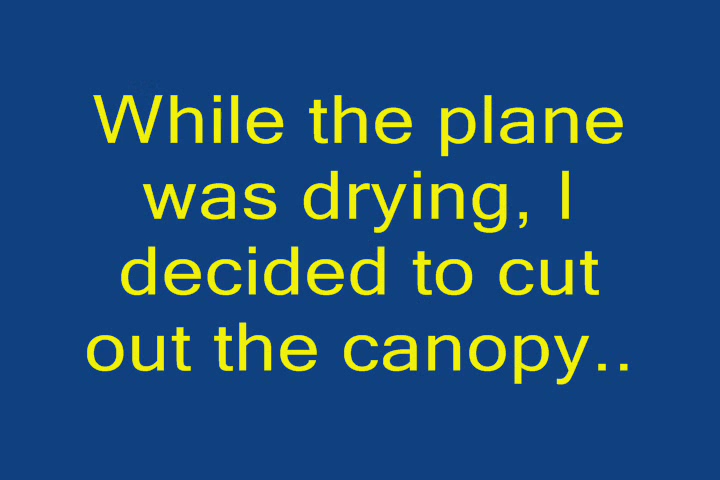 While the plane
was drying, I
decided to cut
out the canopy..